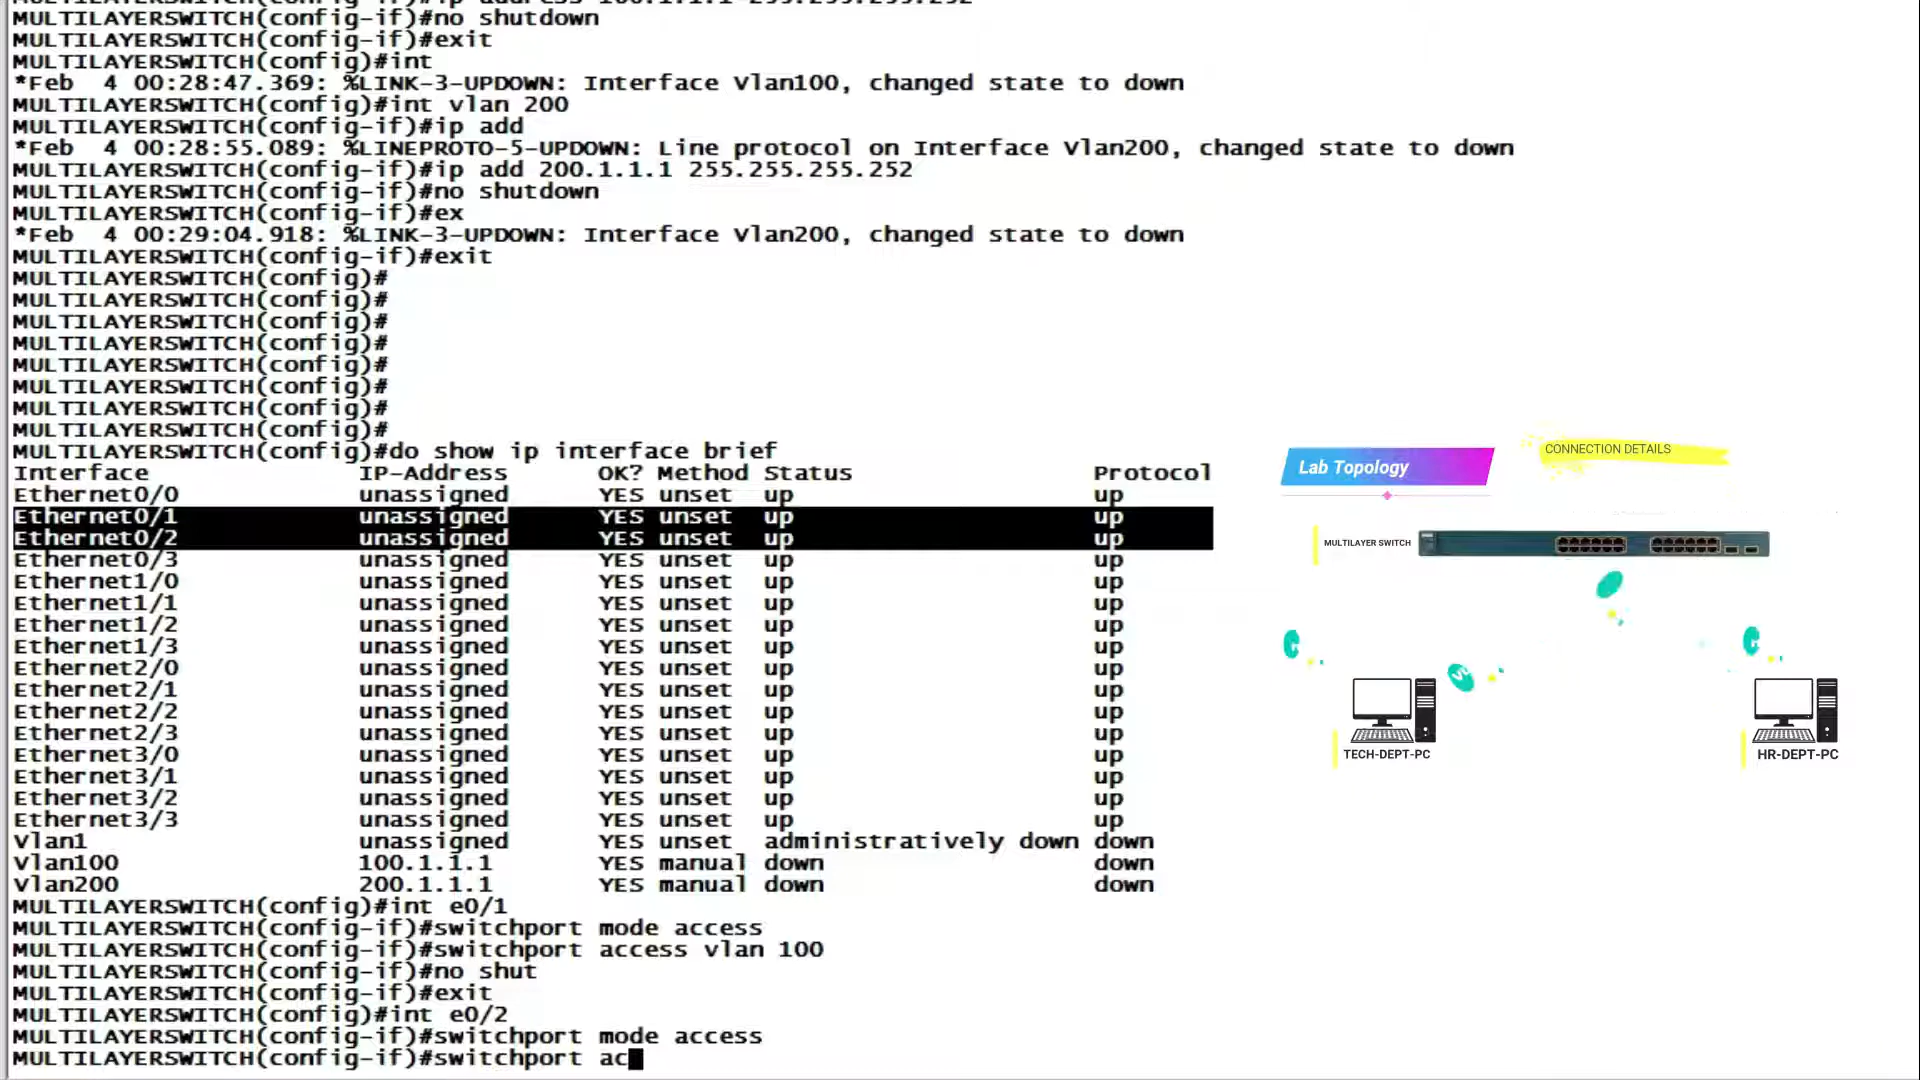 MULTILAYERSWITCH(config-if)#ip address 100.1.1.1 255.255.255.252
MULTILAYERSWITCH(config-if)#no shutdown
MULTILAYERSWITCH(config-if)#exit
MULTILAYERSWITCH(config)#int
*Feb  4 00:28:47.369: %LINK-3-UPDOWN: Interface Vlan100, changed state to down
MULTILAYERSWITCH(config)#int vlan 200
MULTILAYERSWITCH(config-if)#ip add
*Feb  4 00:28:55.089: %LINEPROTO-5-UPDOWN: Line protocol on Interface Vlan200, changed state to down
MULTILAYERSWITCH(config-if)#ip add 200.1.1.1 255.255.255.252
MULTILAYERSWITCH(config-if)#no shutdown
MULTILAYERSWITCH(config-if)#ex
*Feb  4 00:29:04.918: %LINK-3-UPDOWN: Interface Vlan200, changed state to down
MULTILAYERSWITCH(config-if)#exit
MULTILAYERSWITCH(config)#
MULTILAYERSWITCH(config)#
MULTILAYERSWITCH(config)#
MULTILAYERSWITCH(config)#
MULTILAYERSWITCH(config)#
MULTILAYERSWITCH(config)#
MULTILAYERSWITCH(config)#
MULTILAYERSWITCH(config)#
MULTILAYERSWITCH(config)#do show ip interface brief
Interface IP-Address OK? Method Status Protocol
Ethernet0/0 unassigned YES unset up up
Ethernet0/1 unassigned YES unset up up
Ethernet0/2 unassigned YES unset up up
Ethernet0/3 unassigned YES unset up up
Ethernet1/0 unassigned YES unset up up
Ethernet1/1 unassigned YES unset up up
Ethernet1/2 unassigned YES unset up up
Ethernet1/3 unassigned YES unset up up
Ethernet2/0 unassigned YES unset up up
Ethernet2/1 unassigned YES unset up up
Ethernet2/2 unassigned YES unset up up
Ethernet2/3 unassigned YES unset up up
Ethernet3/0 unassigned YES unset up up
Ethernet3/1 unassigned YES unset up up
Ethernet3/2 unassigned YES unset up up
Ethernet3/3 unassigned YES unset up up
Vlan1 unassigned YES unset administratively down down
Vlan100 100.1.1.1 YES manual down down
Vlan200 200.1.1.1 YES manual down down
MULTILAYERSWITCH(config)#int e0/1
MULTILAYERSWITCH(config-if)#switchport mode access
MULTILAYERSWITCH(config-if)#switchport access vlan 100
MULTILAYERSWITCH(config-if)#no shut
MULTILAYERSWITCH(config-if)#exit
MULTILAYERSWITCH(config)#int e0/2
MULTILAYERSWITCH(config-if)#switchport mode access
MULTILAYERSWITCH(config-if)#switchport ac
Lab Topology
CONNECTION DETAILS
MULTILAYER SWITCH
TECH-DEPT-PC
HR-DEPT-PC